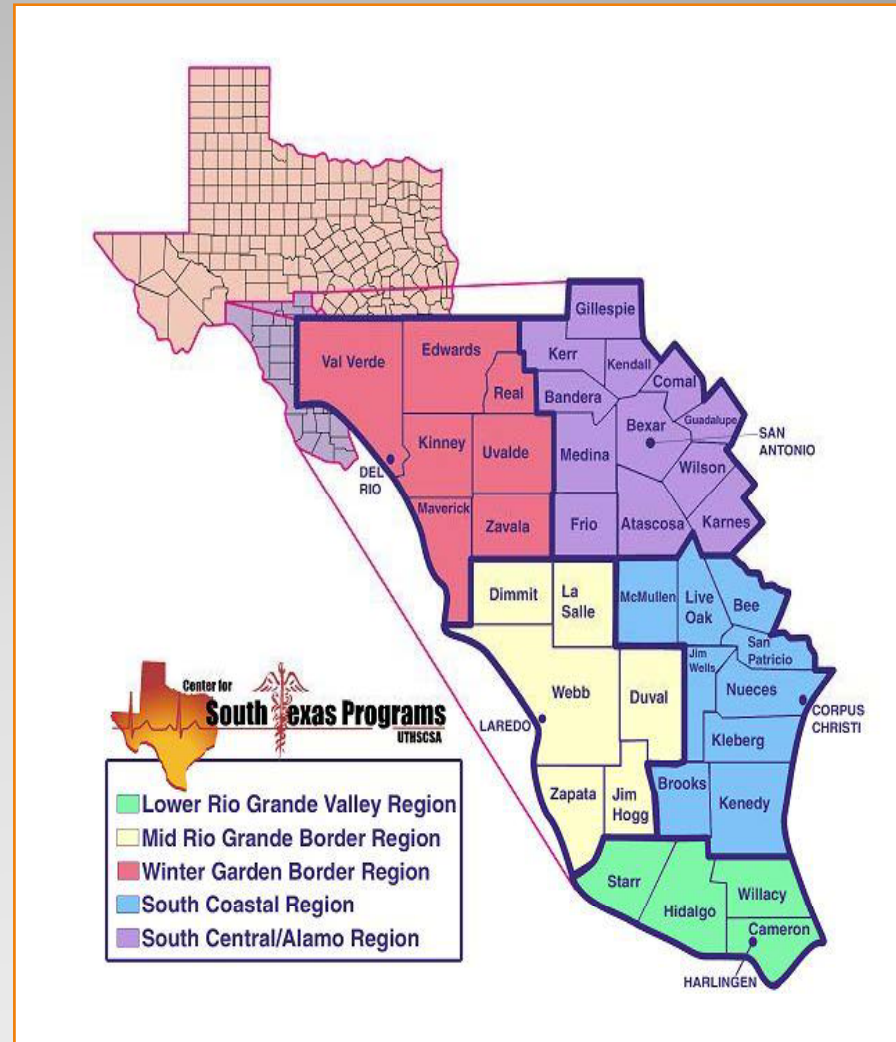 Gillespie
Val Verde
Edwards
Kerr
Kendall
Real
Bandera
Comal
Guadalupe
Bexar
SAN
ANTONIO
Kinney
Uvalde
Medina
Wilson
DEL
RIO
Maverick
Zavala
Frio
Atascosa
Karnes
Dimmit
La
Salle
McMullen
Live
Oak
Bee
San
Patricio
Jim
Wells
Webb
Duval
Nueces
LAREDO
CORPUS
CHRISTI
Kleberg
Zapata
Jim
Hogg
Brooks
Kenedy
Center for
South Texas Programs
UTHSCSA
Lower Rio Grande Valley Region
Mid Rio Grande Border Region
Winter Garden Border Region
South Coastal Region
South Central/Alamo Region
Starr
Hidalgo
Willacy
Cameron
HARLINGEN